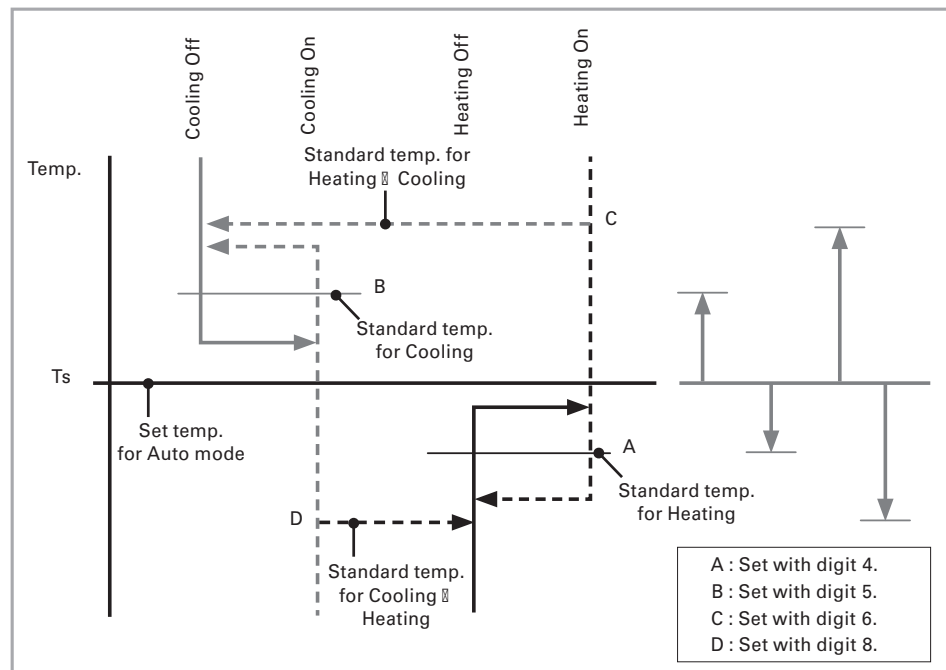 Cooling Off
Cooling On
Heating Off
Heating On
Temp.
Standard temp. for
Heating  Cooling
C
B
Standard temp.
for Cooling
Ts
Set temp.
for Auto mode
A
Standard temp.
for Heating
D
Standard temp.
for Cooling 
Heating
A : Set with digit 4.
B : Set with digit 5.
C : Set with digit 6.
D : Set with digit 8.